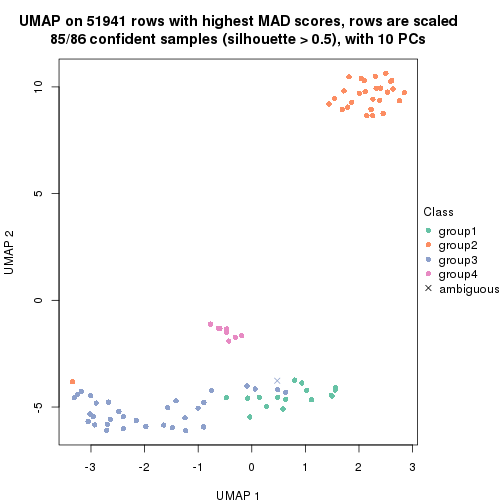 UMAP on 51941 rows with highest MAD scores, rows are scaled
85/86 confident samples (silhouette > 0.5), with 10 PCs
10
5
0
-5
UMAP 2
-3
-2
-1
0
1
2
3
UMAP 1
Class
group1
group2
group3
group4
ambiguous